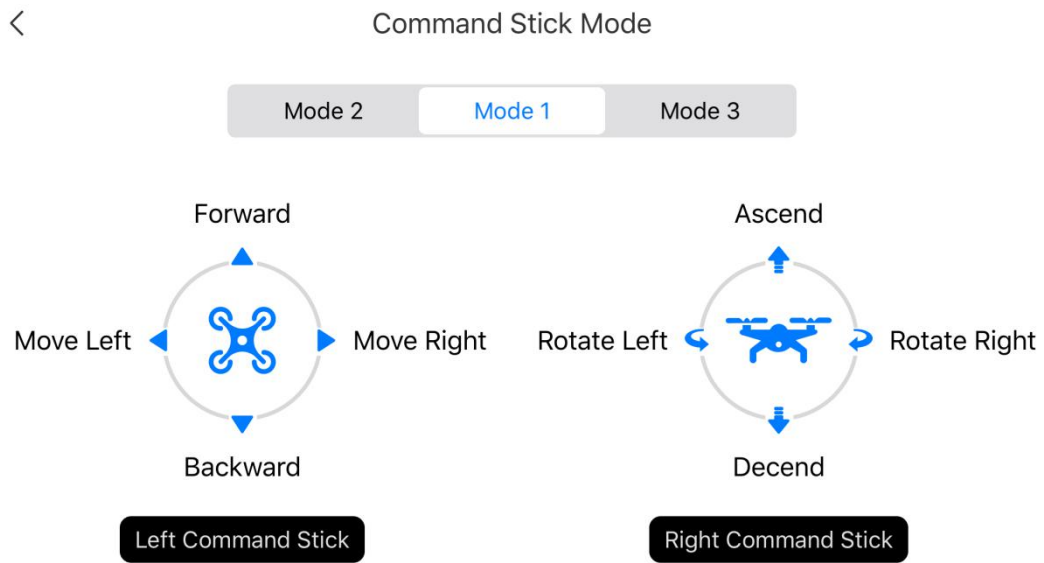 Command Stick Mode
Mode 2 Mode 1 Mode 3
Forward
Move Left Move Right
Backward
Left Command Stick
Ascend
Rotate Left Rotate Right
Decend
Right Command Stick